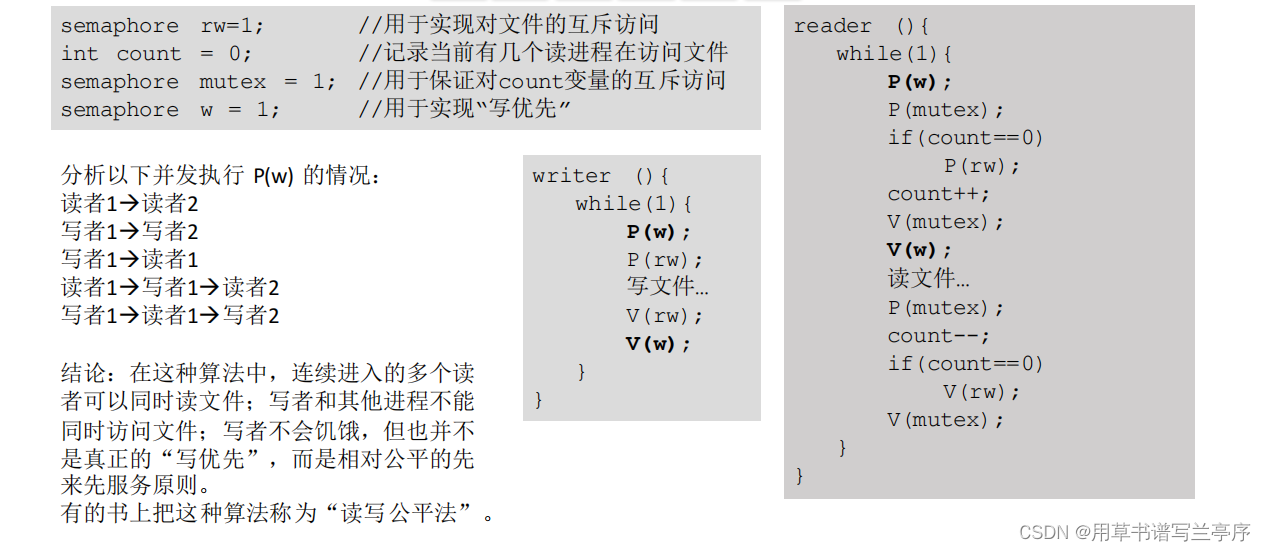 semaphore rw=1; //用于实现对文件的互斥访问
int count = 0; //记录当前有几个读进程在访问文件
semaphore mutex = 1; //用于保证对count变量的互斥访问
semaphore w = 1; //用于实现“写优先”
分析以下并发执行 P(w) 的情况：
读者1→读者2
写者1→写者2
写者1→读者1
读者1→写者1→读者2
写者1→读者1→写者2
结论：在这种算法中，连续进入的多个读
者可以同时读文件；写者和其他进程不能
同时访问文件；写者不会饥饿，但也并不
是真正的“写优先”，而是相对公平的先
来先服务原则。
有的书上把这种算法称为“读写公平法”。
writer (){
while(1){
P(w);
P(rw);
写文件…
V(rw);
V(w);
}
}
reader (){
while(1){
P(w);
P(mutex);
if(count==0)
P(rw);
count++;
V(mutex);
V(w);
读文件…
P(mutex);
count--;
if(count==0)
V(rw);
V(mutex);
}
}
CSDN @用草书谱写兰亭序